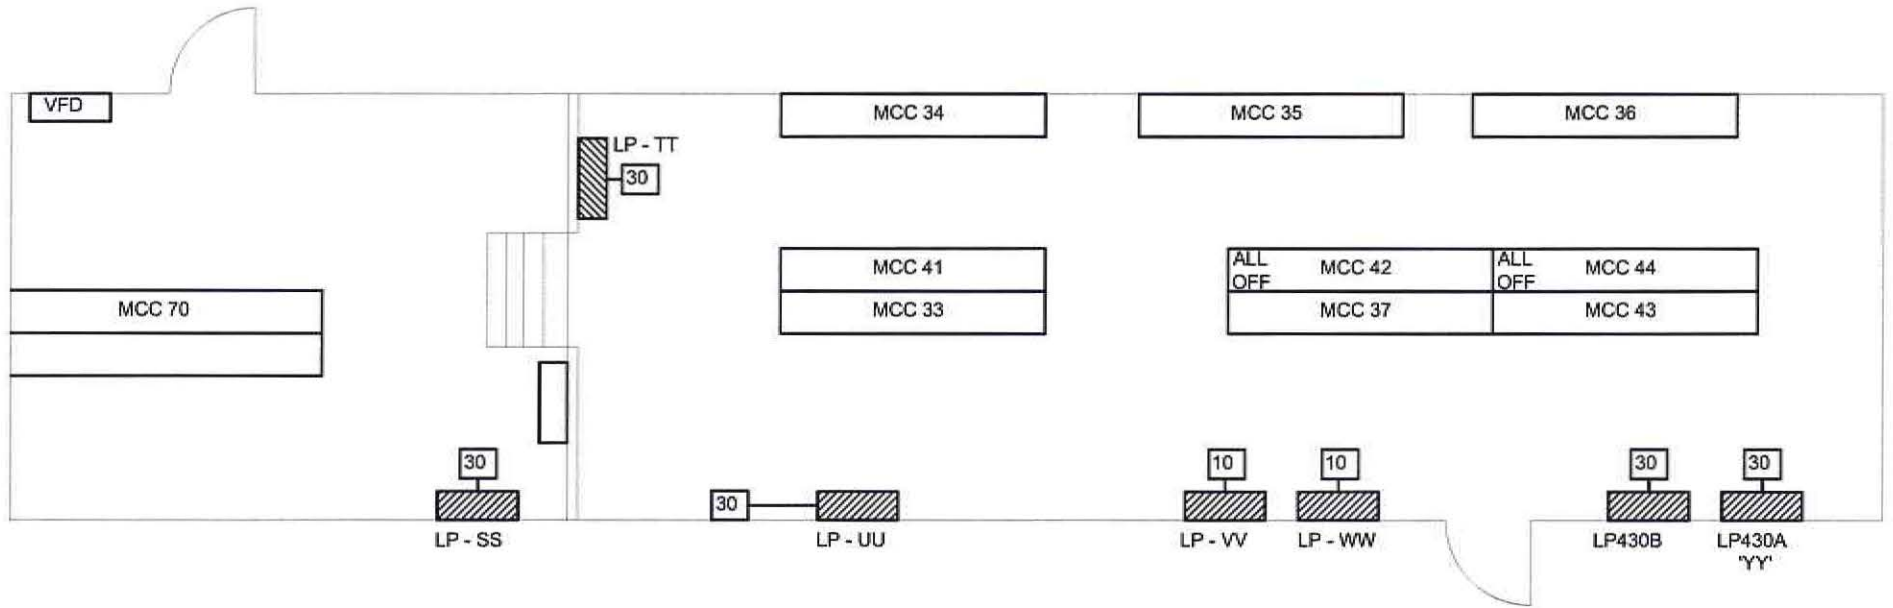 VFD
MCC 34
MCC 35
MCC 36
LP - TT
30
ALL OFF
MCC 41
MCC 42
ALL OFF
MCC 44
MCC 70
MCC 33
MCC 37
MCC 43
30
30
10
10
30
30
LP - SS
LP - UU
LP - VV
LP - WW
LP430B
LP430A
'YY'